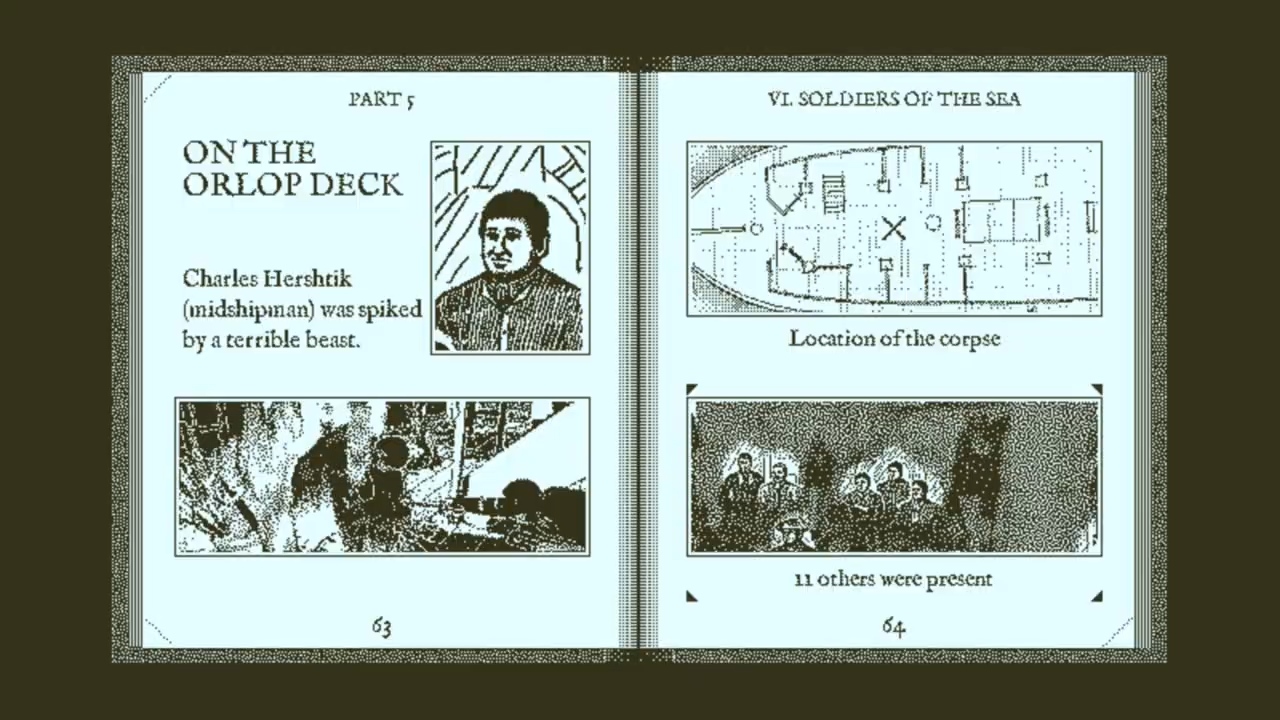 PART 5
ON THE
ORLOP DECK
Charles Hershtik
(midshipman) was spiked
by a terrible beast.
63
VI. SOLDIERS OF THE SEA
Location of the corpse
11 others were present
64